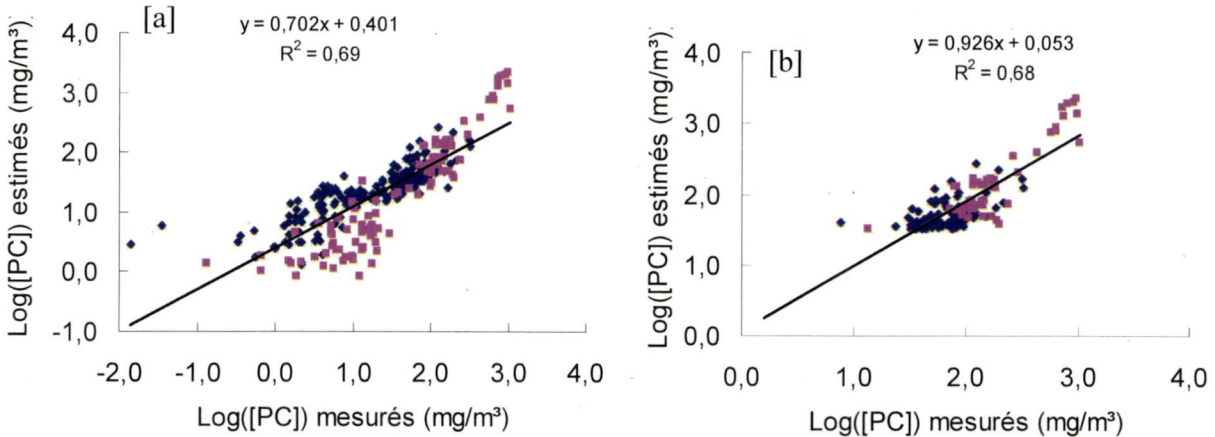 [a]
y = 0,702x + 0,401
R² = 0,69
Log([PC]) estimés (mg/m³)
4,0
3,0
2,0
1,0
0,0
-1,0
-2,0 -1,0 0,0 1,0 2,0 3,0 4,0
Log([PC]) mesurés (mg/m³)
[b]
y = 0,926x + 0,053
R² = 0,68
Log([PC]) estimés (mg/m³)
4,0
3,0
2,0
1,0
0,0
0,0 1,0 2,0 3,0 4,0
Log([PC]) mesurés (mg/m³)